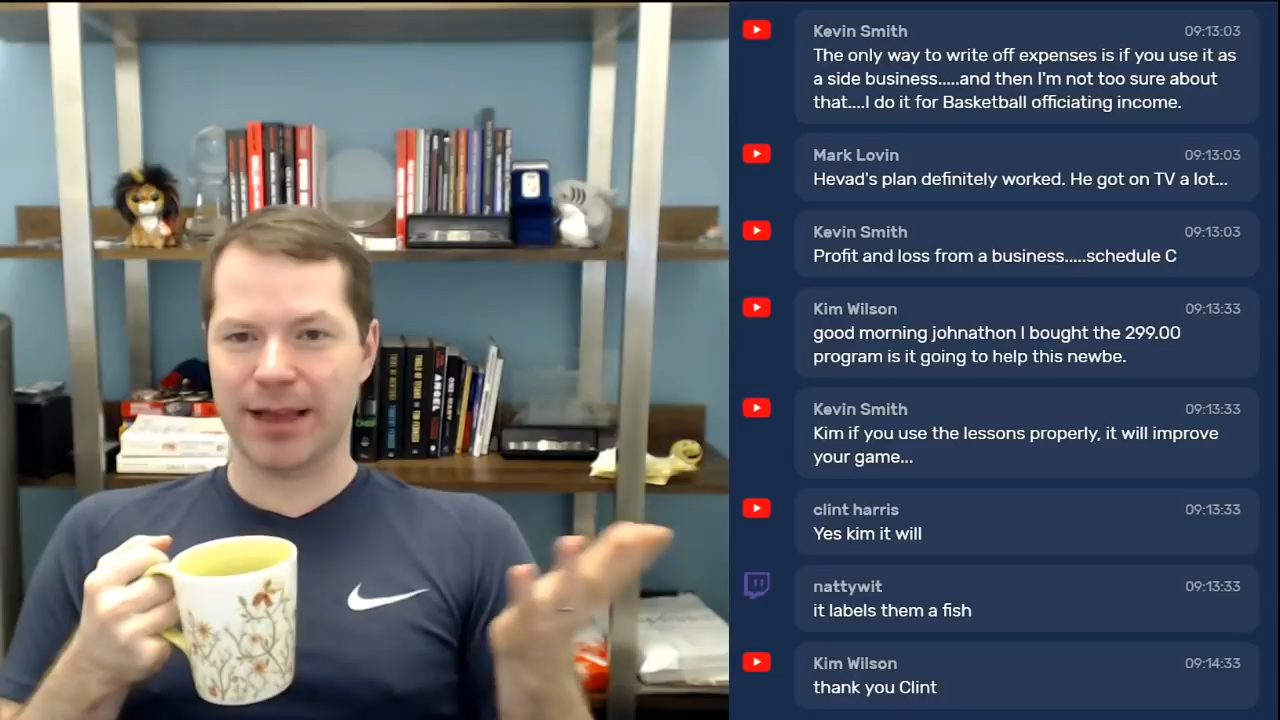 Kevin Smith
09:13:03
The only way to write off expenses is if you use it as
a side business.....and then I'm not too sure about
that....I do it for Basketball officiating income.
Mark Lovin
09:13:03
Hevad's plan definitely worked. He got on TV a lot...
Kevin Smith
09:13:03
Profit and loss from a business.....schedule C
Kim Wilson
09:13:33
good morning johnathon I bought the 299.00
program is it going to help this newbe.
Kevin Smith
09:13:33
Kim if you use the lessons properly, it will improve
your game...
clint harris
09:13:33
Yes kim it will
nattywit
09:13:33
it labels them a fish
Kim Wilson
09:14:33
thank you Clint
ANGEL